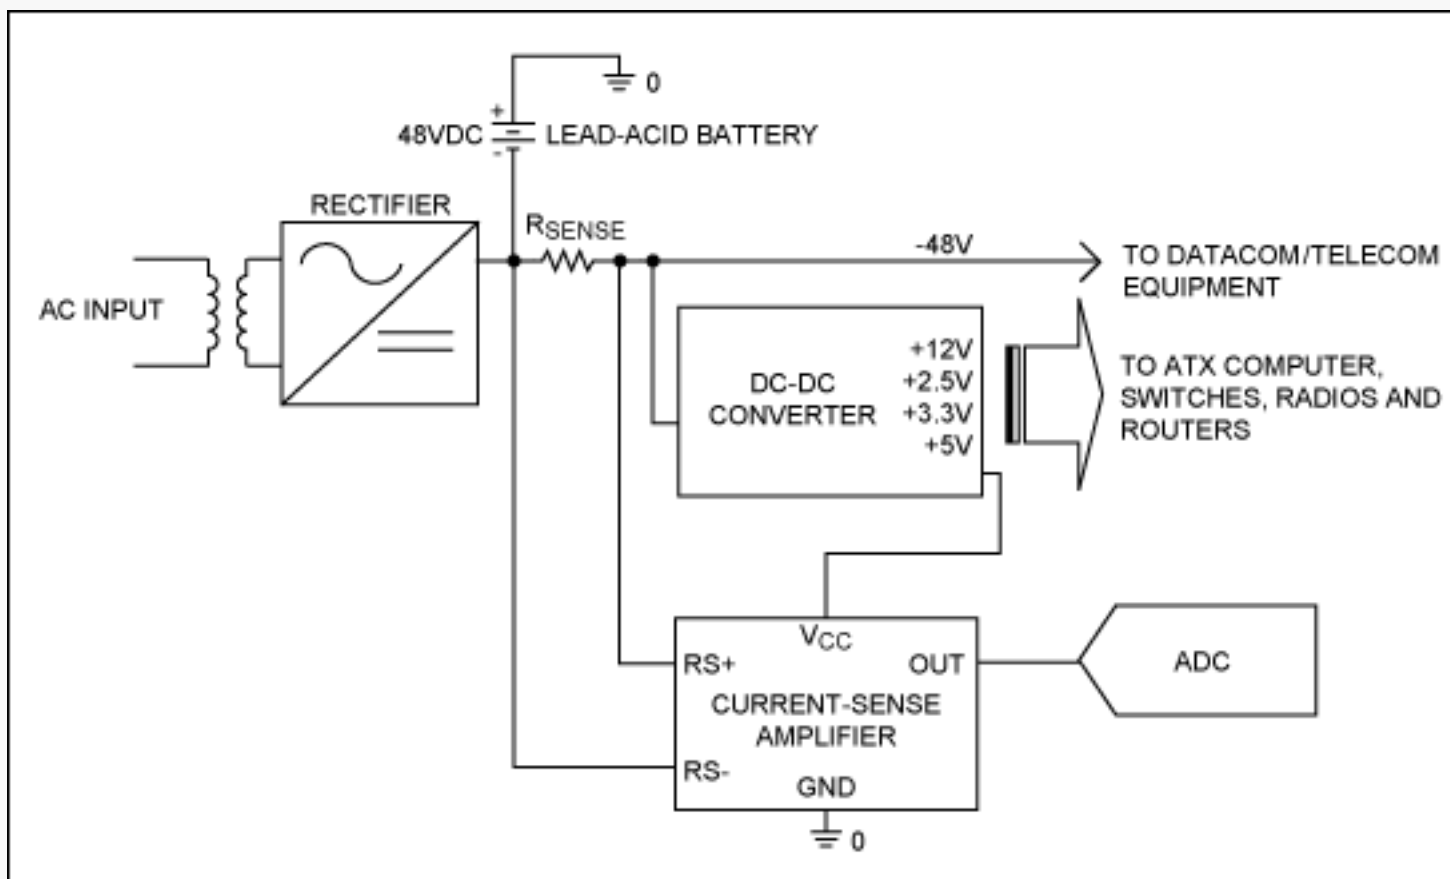 0
+
48VDC
-
LEAD-ACID BATTERY
RECTIFIER
RSENSE
-48V
TO DATACOM/TELECOM
EQUIPMENT
AC INPUT
DC-DC
CONVERTER
+12V
+2.5V
+3.3V
+5V
TO ATX COMPUTER,
SWITCHES, RADIOS AND
ROUTERS
VCC
RS+
OUT
CURRENT-SENSE
AMPLIFIER
RS-
GND
0
ADC